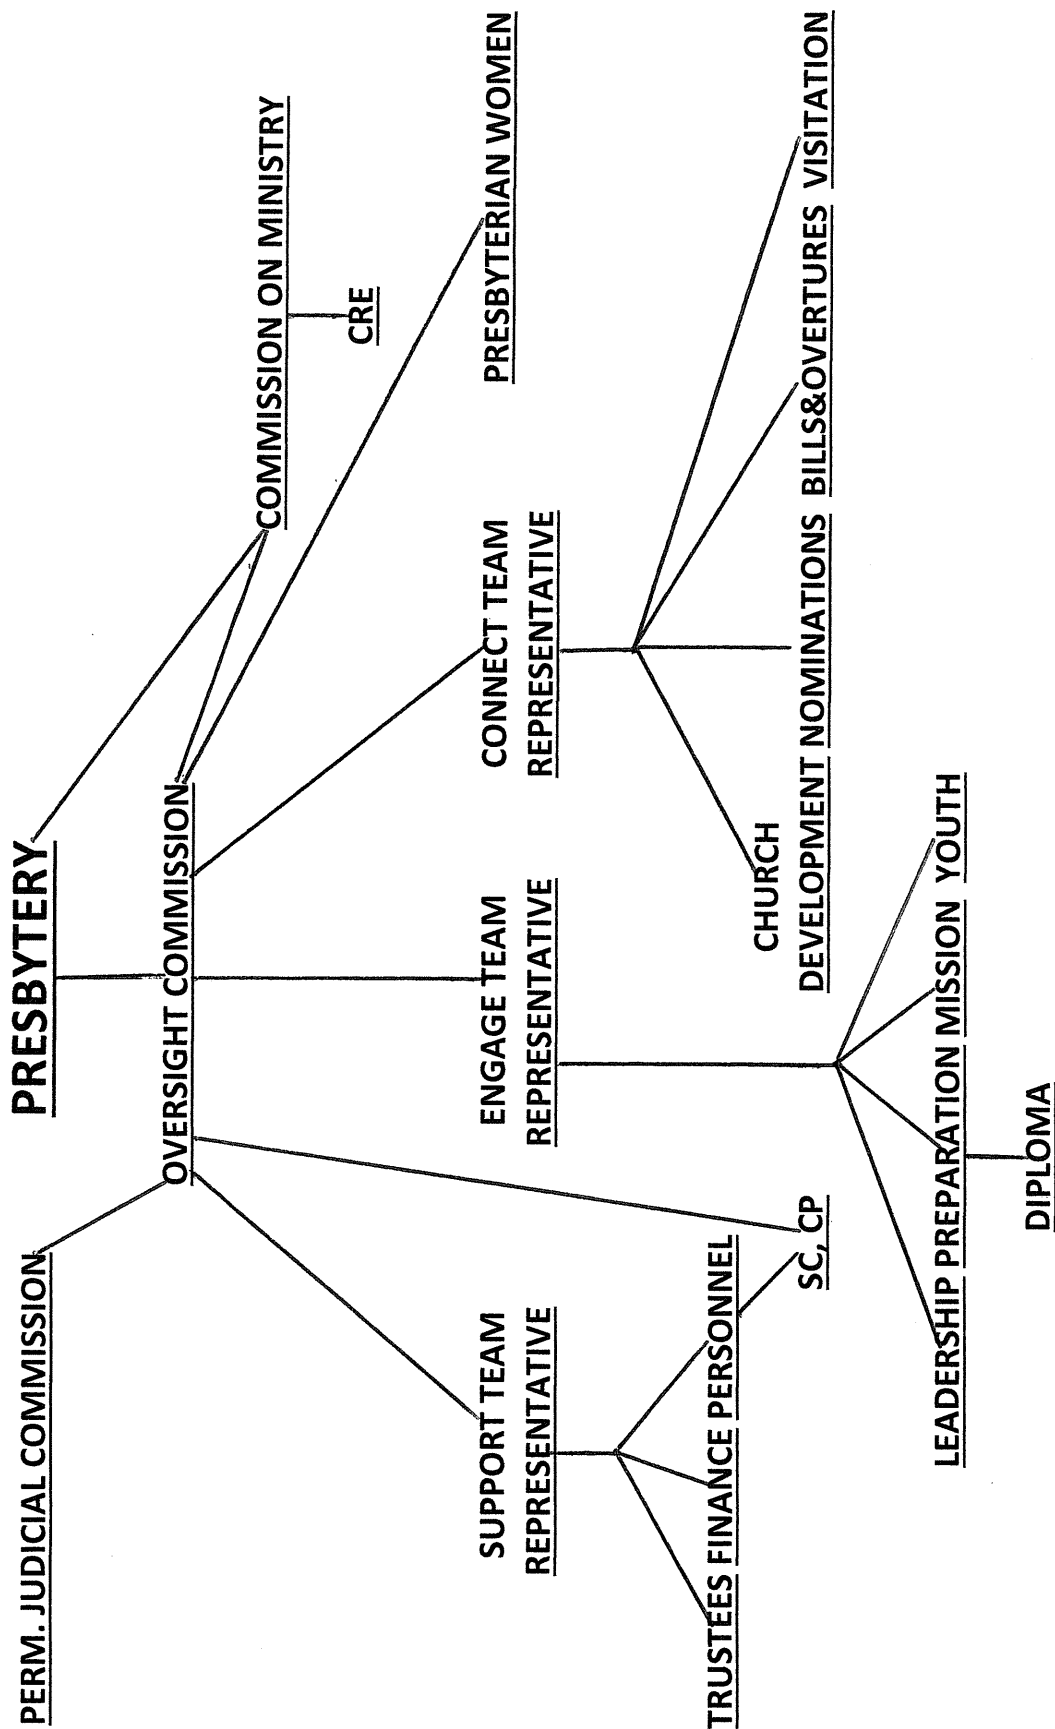 PRESBYTERY
PERM. JUDICIAL COMMISSION
OVERSIGHT COMMISSION
COMMISSION ON MINISTRY
CRE
SUPPORT TEAM
REPRESENTATIVE
ENGAGE TEAM
REPRESENTATIVE
CONNECT TEAM
REPRESENTATIVE
PRESBYTERIAN WOMEN
TRUSTEES FINANCE PERSONNEL
SC, CP
CHURCH
DEVELOPMENT NOMINATIONS BILLS&OVERTURES VISITATION
LEADERSHIP PREPARATION MISSION YOUTH
DIPLOMA